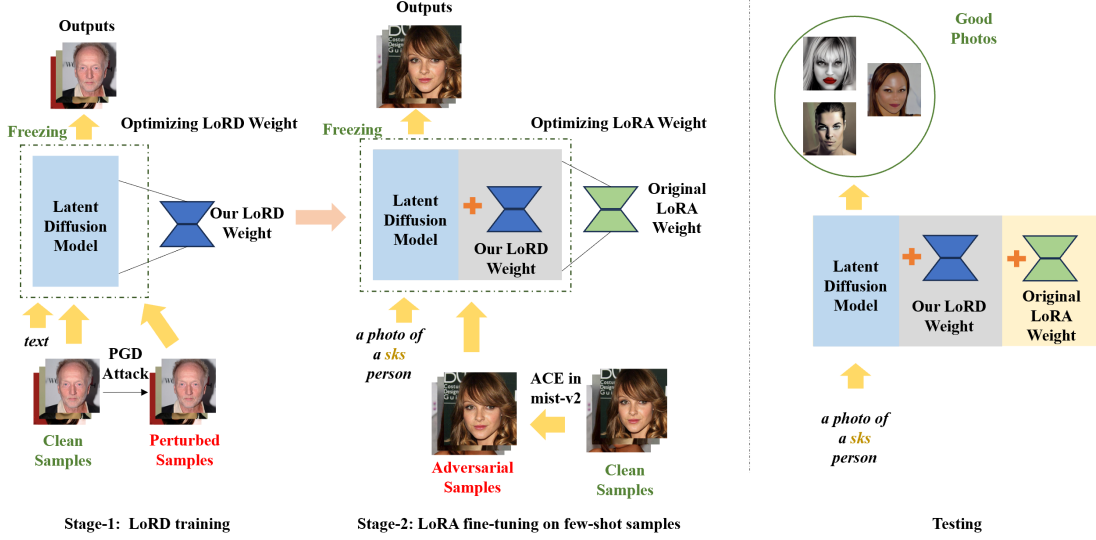 Outputs
Freezing
Optimizing LoRD Weight
Latent
Diffusion
Model
Our LoRD
Weight
text
PGD
Attack
Clean
Samples
Perturbed
Samples
Stage-1: LoRD training
Outputs
Freezing
Optimizing LoRA Weight
Latent
Diffusion
Model
Our LoRD
Weight
Original
LoRA
Weight
a photo of
a sks
person
ACE in
mist-v2
Adversarial
Samples
Clean
Samples
Stage-2: LoRA fine-tuning on few-shot samples
Good
Photos
Latent
Diffusion
Model
Our LoRD
Weight
Original
LoRA
Weight
a photo of
a sks
person
Testing